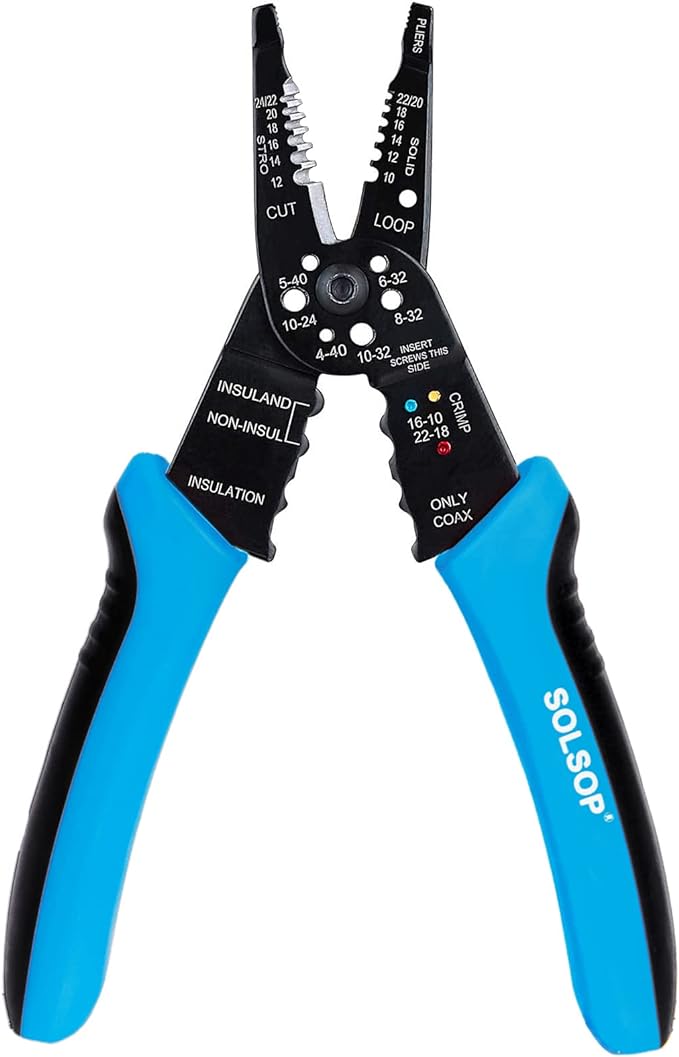 PLIERS
24/22
20
18
16
14
12
STRO
CUT
22/20
18
16
14
12
10
SOLID
LOOP
5-40
6-32
10-24
8-32
4-40
10-32
INSERT
SCREWS THIS
SIDE
INSULAND
NON-INSUL
INSULATION
CRIMP
16-10
22-18
ONLY
COAX
SOLSOP®